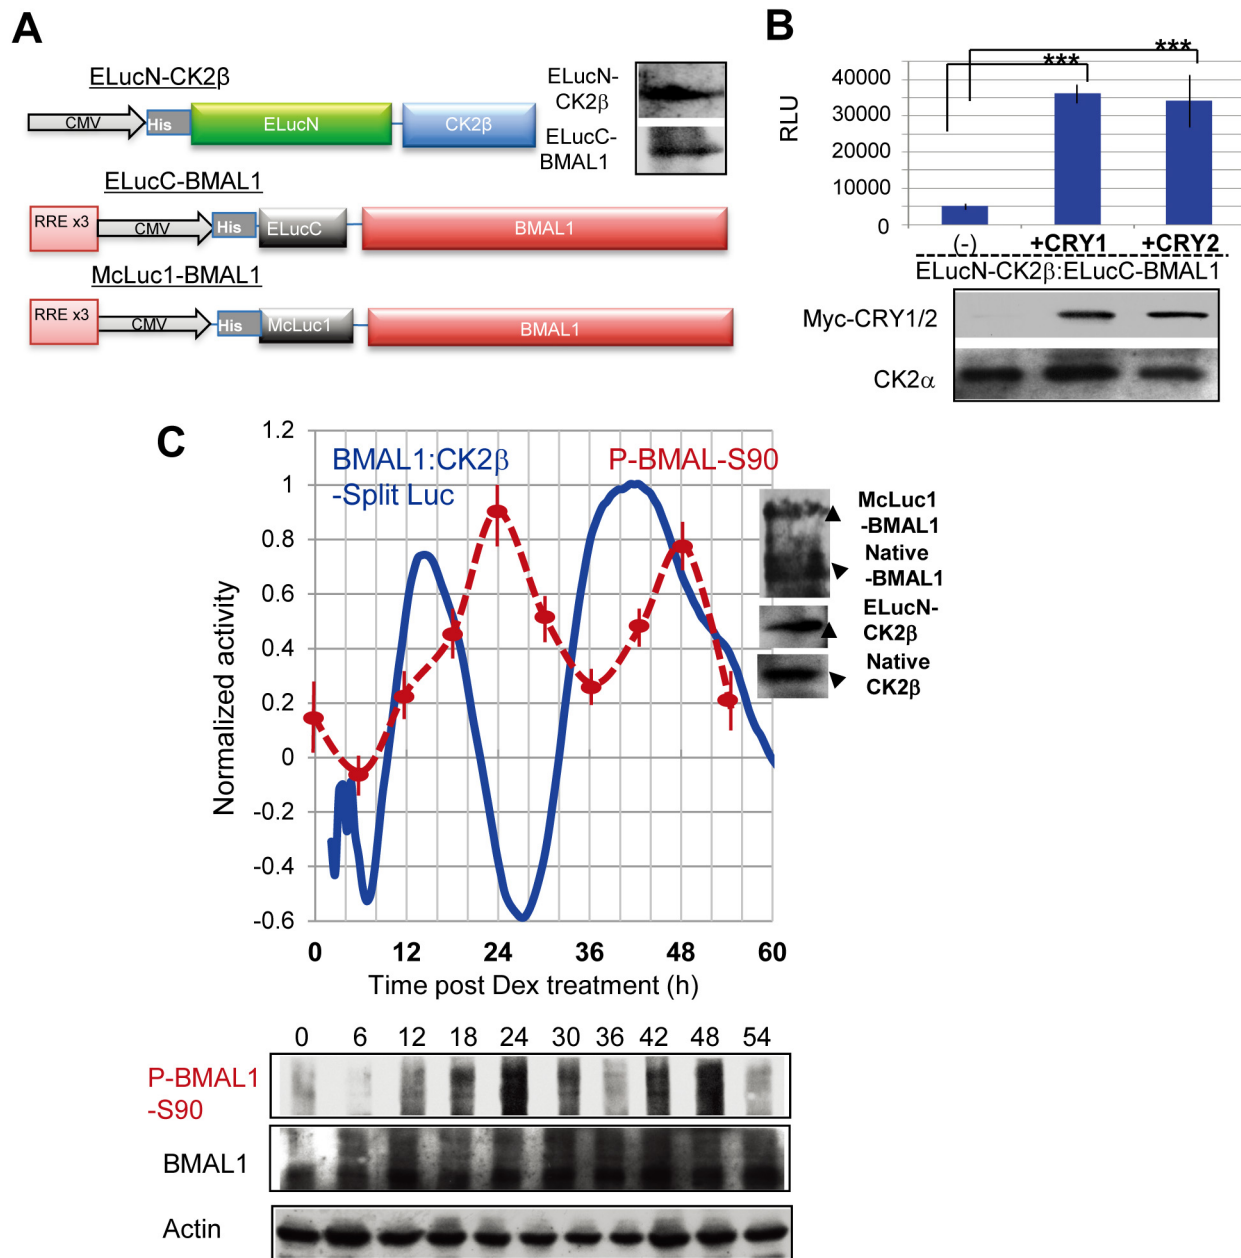 A
ELucN-CK2β
CMV
His
ELucN
CK2β
ELucN-
CK2β
ELucC-
BMAL1
ELucC-BMAL1
RRE x3
CMV
His
ELucC
BMAL1
McLuc1-BMAL1
RRE x3
CMV
His
McLuc1
BMAL1
B
***
***
RLU
40000
30000
20000
10000
0
(-)
+CRY1
+CRY2
ELucN-CK2β:ELucC-BMAL1
Myc-CRY1/2
CK2α
C
BMAL1:CK2β
-Split Luc
P-BMAL-S90
Normalized activity
1.2
1
0.8
0.6
0.4
0.2
0
-0.2
-0.4
-0.6
0 12 24 36 48 60
Time post Dex treatment (h)
McLuc1
-BMAL1
Native
-BMAL1
ELucN-
CK2β
Native
CK2β
0 6 12 18 24 30 36 42 48 54
P-BMAL1
-S90
BMAL1
Actin